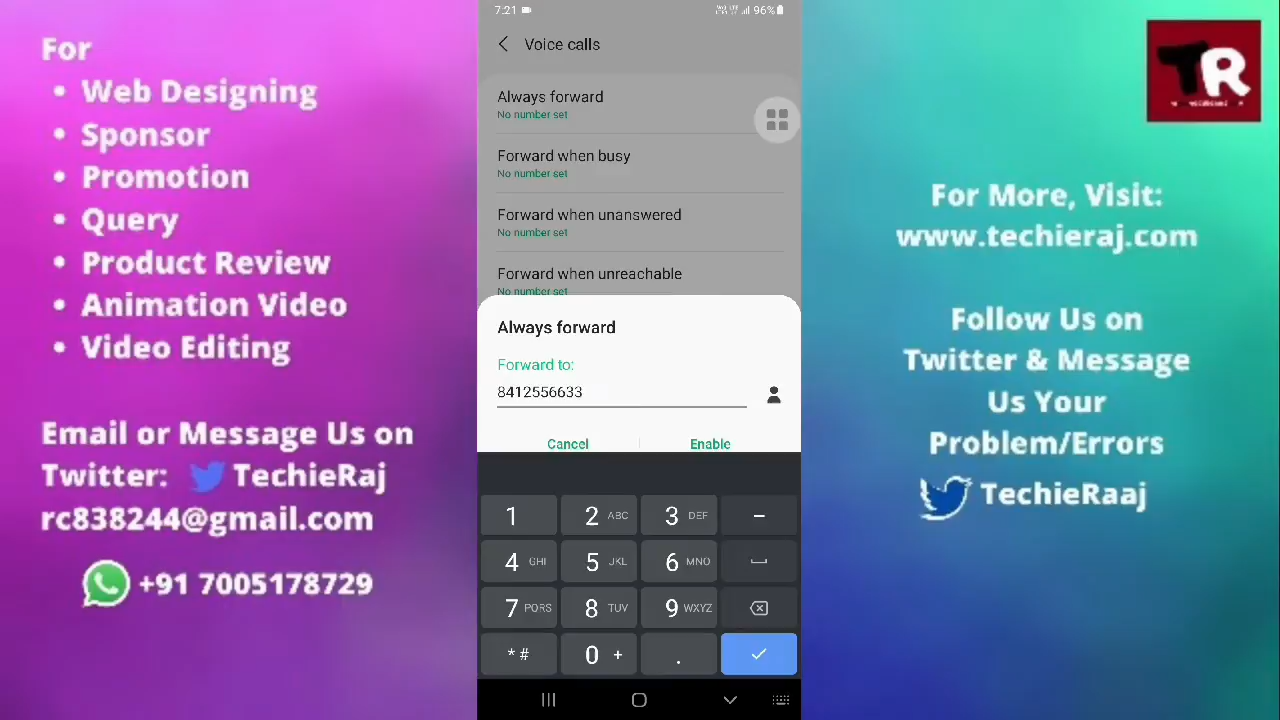 For
• Web Designing
• Sponsor
• Promotion
• Query
• Product Review
• Animation Video
• Video Editing
Email or Message Us on
Twitter: TechieRaj
rc838244@gmail.com
+91 7005178729
7:21
96%
Voice calls
Always forward
No number set
Forward when busy
No number set
Forward when unanswered
No number set
Forward when unreachable
No number set
Always forward
Forward to:
8412556633
Cancel
Enable
1 2 ABC 3 DEF -
4 GHI 5 JKL 6 MNO
7 PQRS 8 TUV 9 WXYZ
* # 0 + .
TR
For More, Visit:
www.techieraj.com
Follow Us on
Twitter & Message
Us Your
Problem/Errors
TechieRaaj